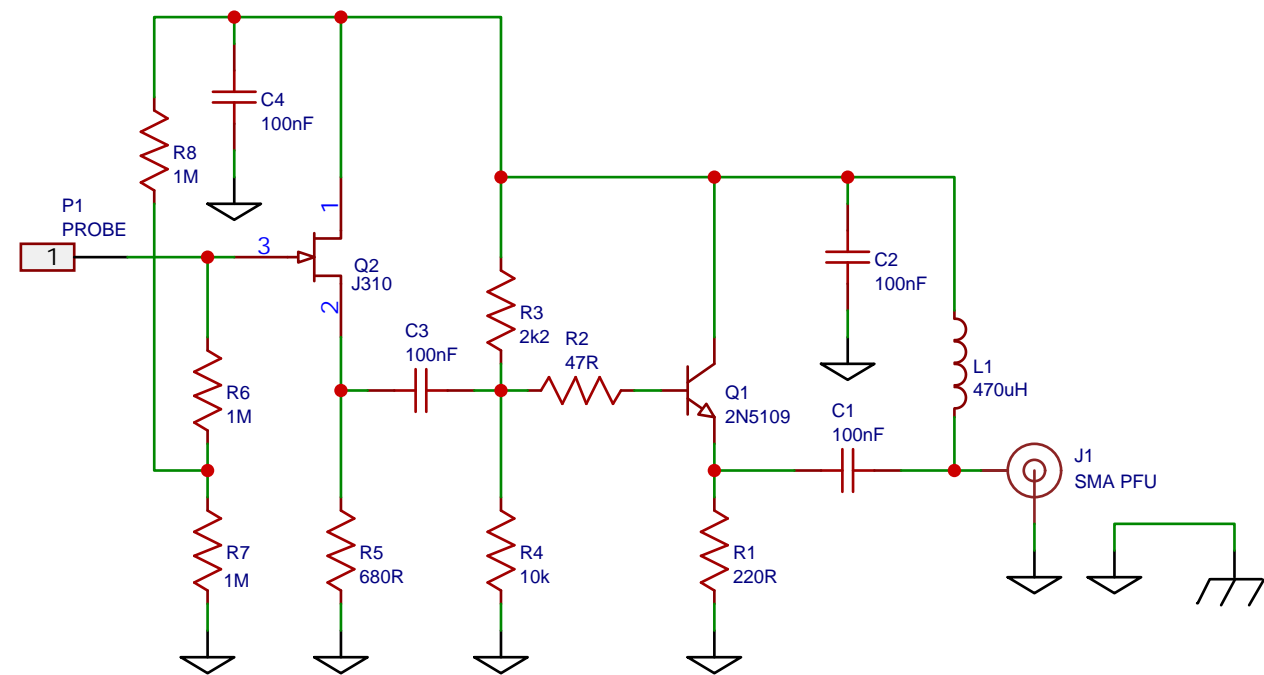 C4
100nF
R8
1M
P1
PROBE
1
1
3
Q2
J310
2
C3
100nF
R3
2k2
R2
47R
C2
100nF
L1
470uH
Q1
2N5109
C1
100nF
R6
1M
J1
SMA PFU
R7
1M
R5
680R
R4
10k
R1
220R